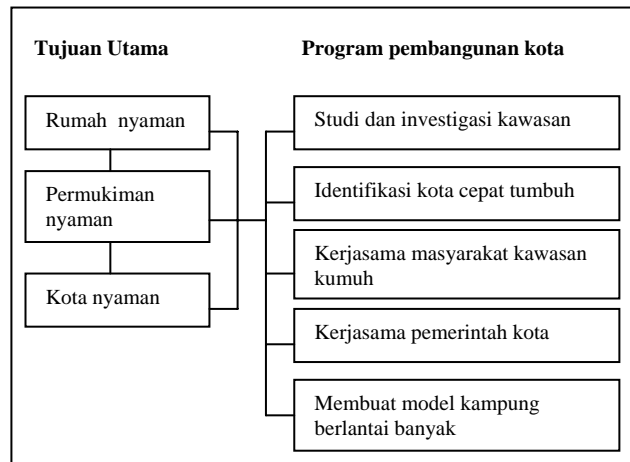 Tujuan Utama
Rumah nyaman
Permukiman
nyaman
Kota nyaman
Program pembangunan kota
Studi dan investigasi kawasan
Identifikasi kota cepat tumbuh
Kerjasama masyarakat kawasan
kumuh
Kerjasama pemerintah kota
Membuat model kampung
berlantai banyak